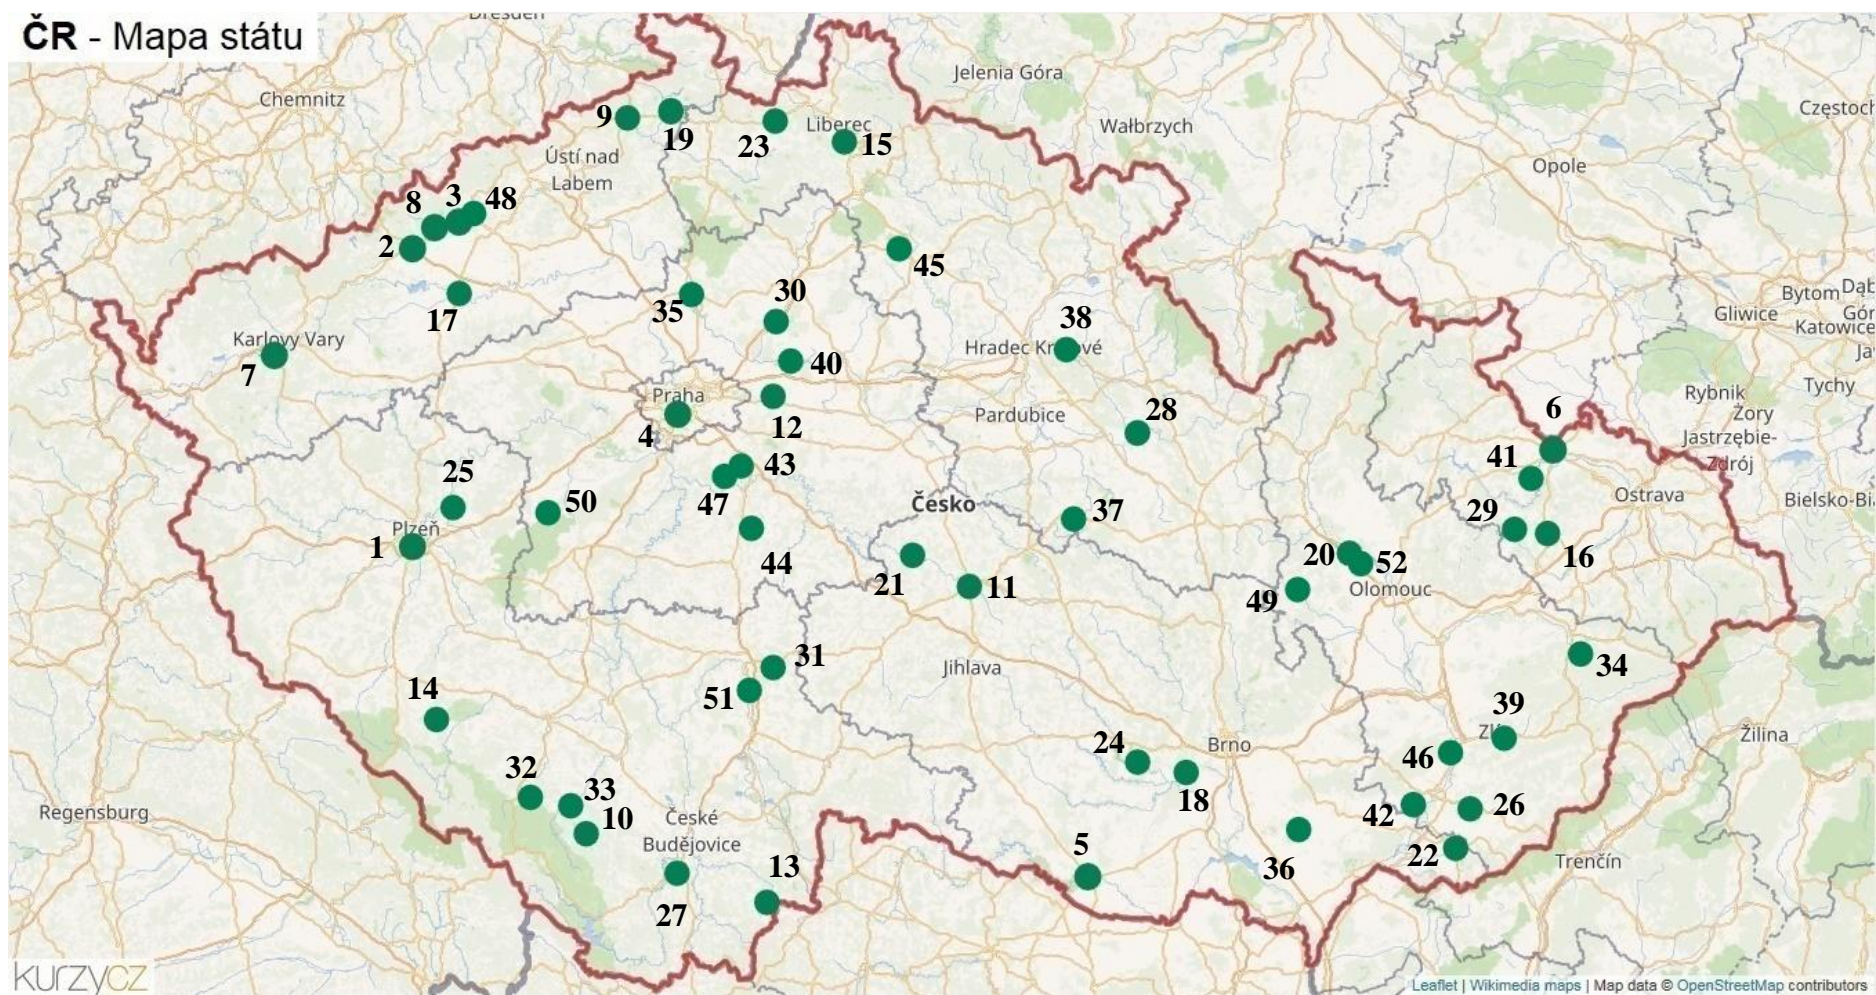 Dresden
ČR - Mapa státu
Jelenia Góra
Chemnitz
Częstoch
9
19
23
Liberec
15
Wałbrzych
Ústí nad
Labem
Opole
8
3
48
2
45
30
35
17
Bytom
Dąb
Gór
Gliwice
Katowice
Ja
Karlovy Vary
7
38
Hradec Králové
40
Praha
4
12
Pardubice
28
6
Rybnik
Tychy
Żory
Jastrzębie-
Zdrój
25
43
41
47
50
Česko
Ostrava
Bielsko-Bi
Plzeň
1
37
29
16
44
20
52
21
11
49
Olomouc
31
Jihlava
34
14
51
39
Zlín
24
Brno
46
Žilina
32
33
18
Regensburg
10
České
Budějovice
42
26
13
5
36
22
Trenčín
27
kurzycz
Leaflet | Wikimedia maps | Map data © OpenStreetMap contributors